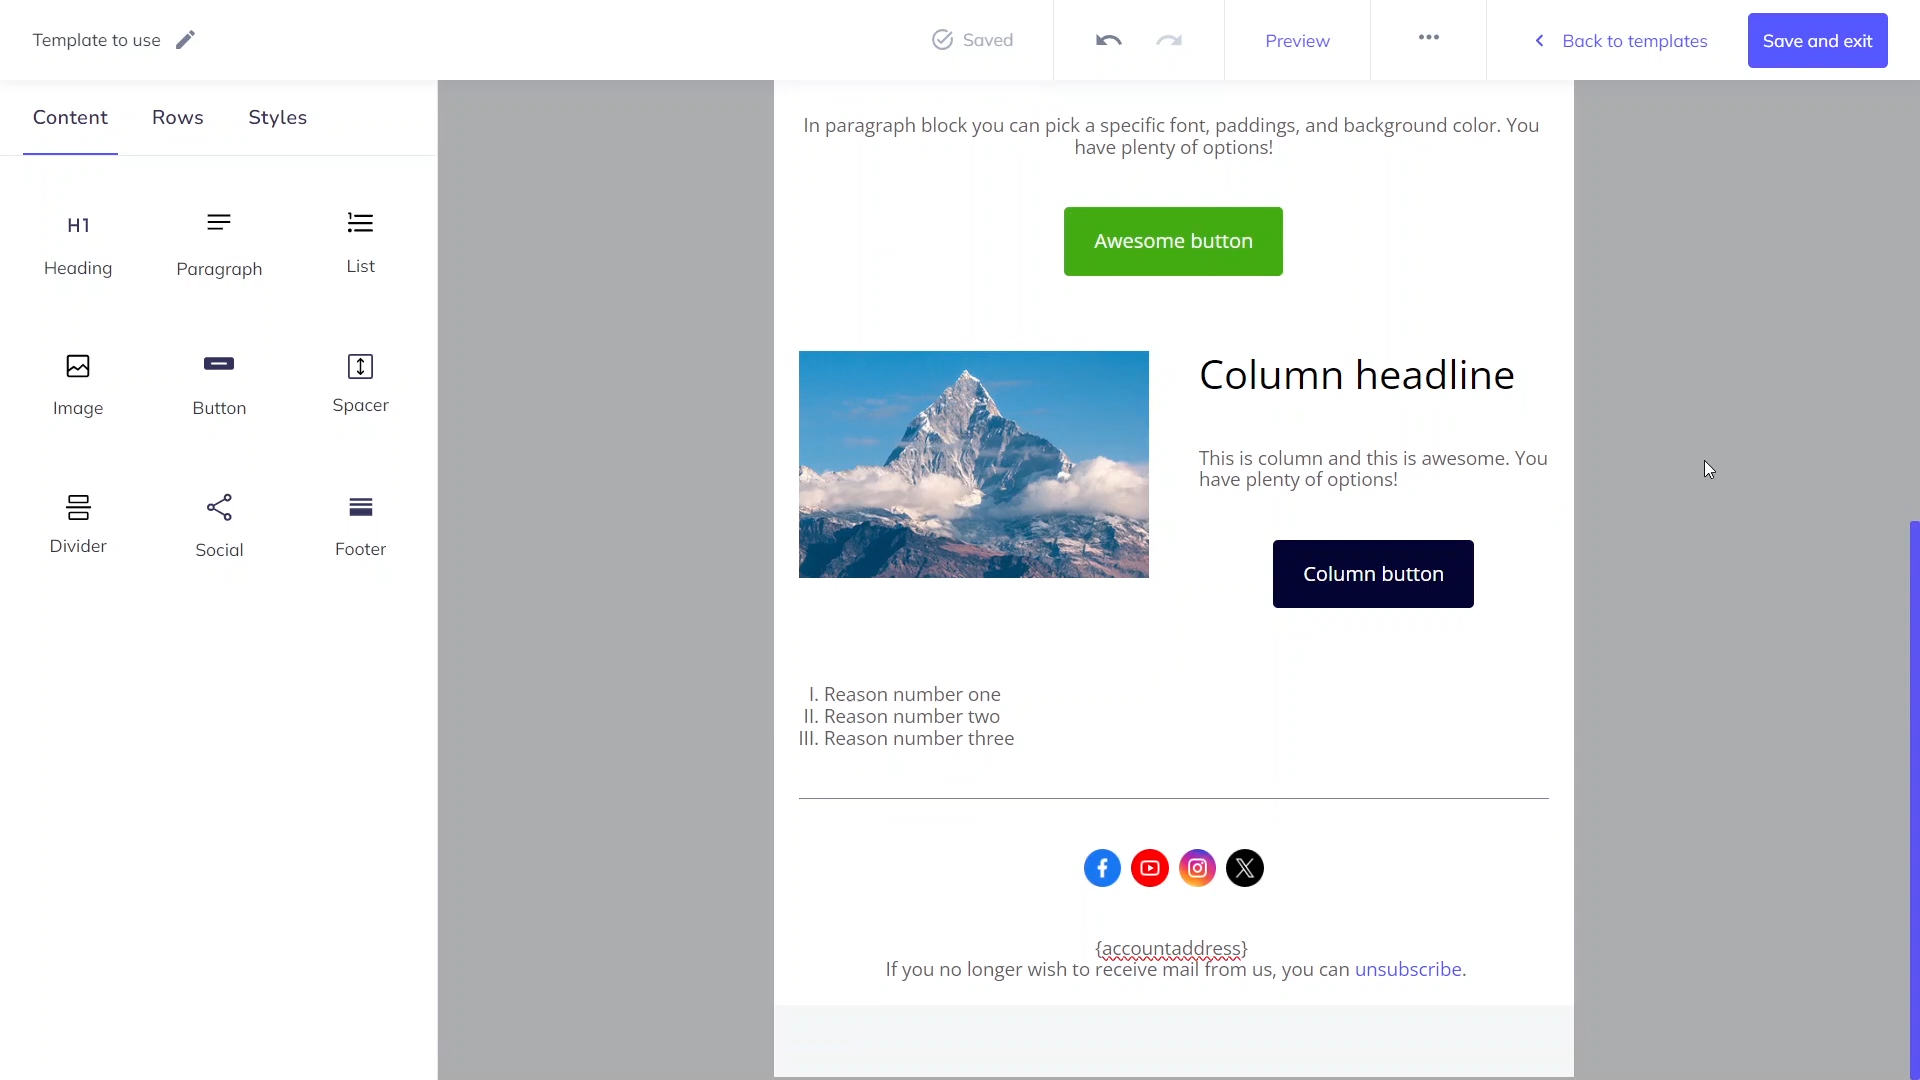 Template to use
Saved
Preview
Back to templates
Save and exit
Content
Rows
Styles
H1
Heading
Paragraph
List
Image
Button
Spacer
Divider
Social
Footer
In paragraph block you can pick a specific font, paddings, and background color. You
have plenty of options!
Awesome button
Column headline
This is column and this is awesome. You
have plenty of options!
Column button
I. Reason number one
II. Reason number two
III. Reason number three
{accountaddress}
If you no longer wish to receive mail from us, you can unsubscribe.